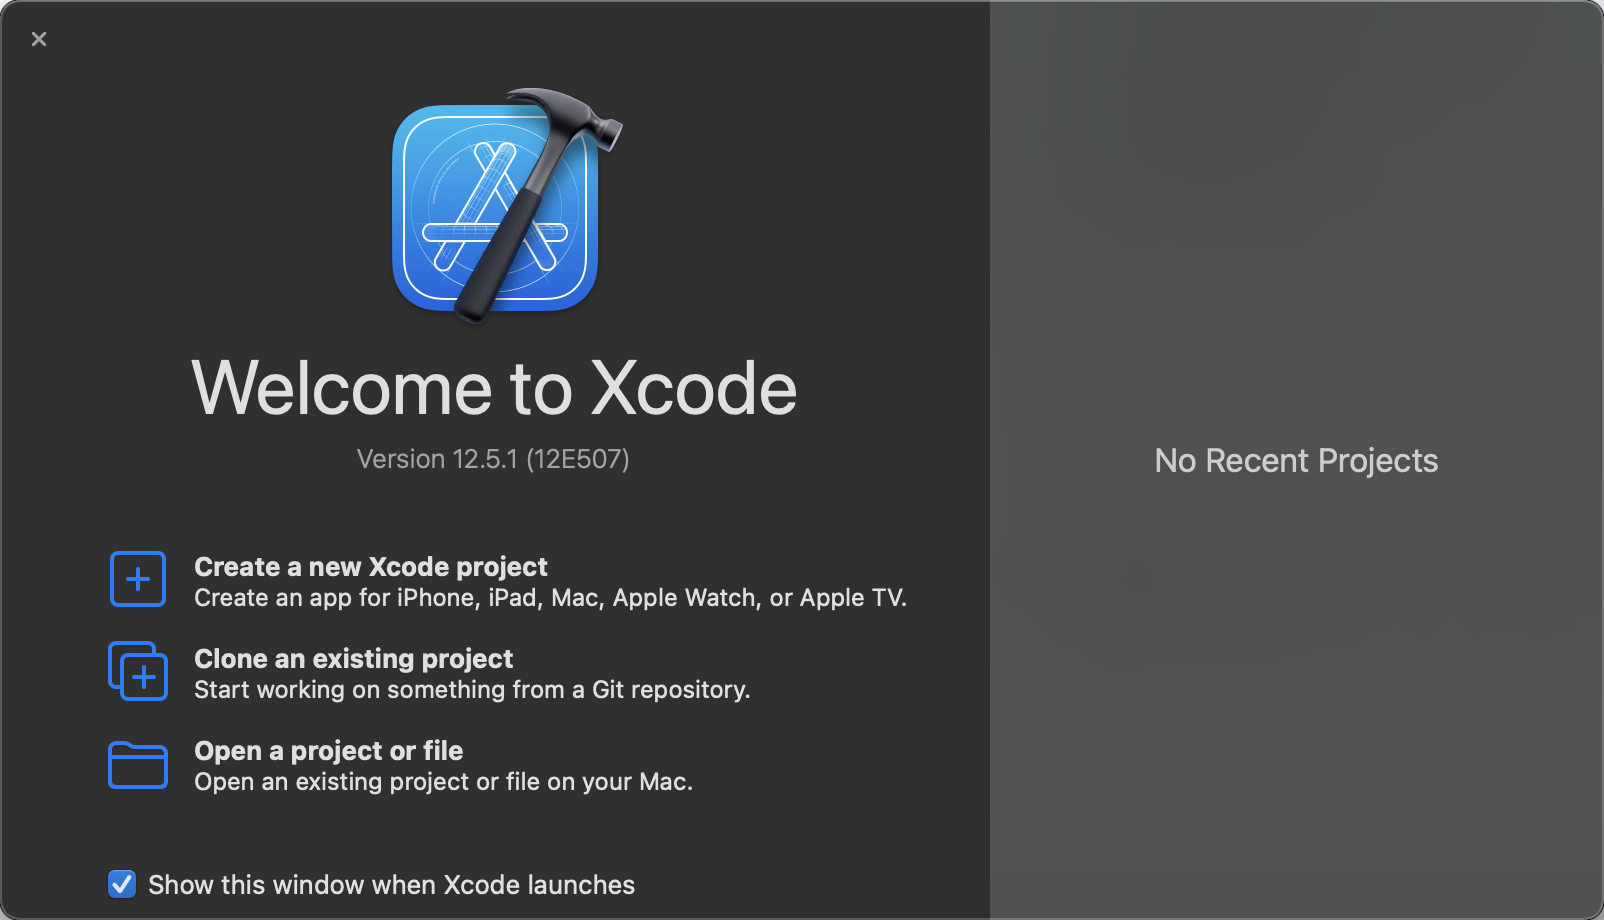 Welcome to Xcode
Version 12.5.1 (12E507)
Create a new Xcode project
Create an app for iPhone, iPad, Mac, Apple Watch, or Apple TV.
Clone an existing project
Start working on something from a Git repository.
Open a project or file
Open an existing project or file on your Mac.
Show this window when Xcode launches
No Recent Projects